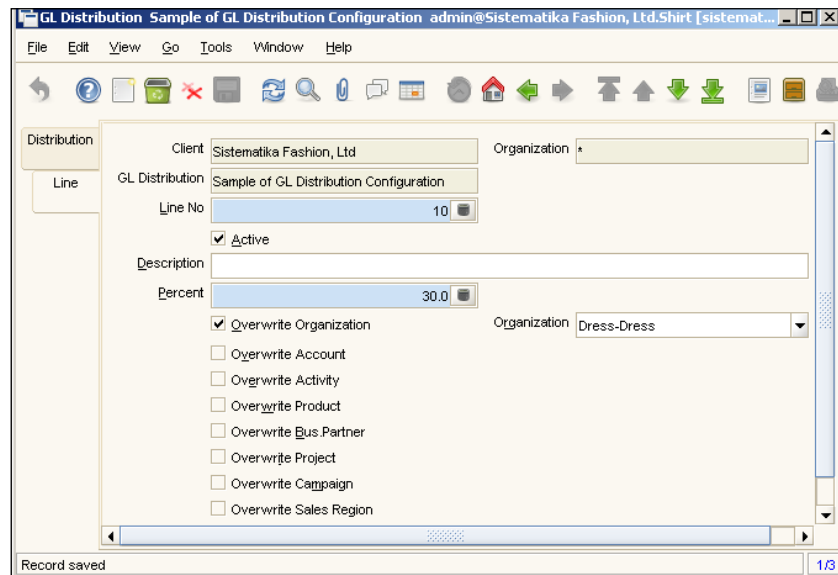 GL Distribution Sample of GL Distribution Configuration admin@Sistematika Fashion, Ltd.Shirt [sistemat...
File Edit View Go Tools Window Help
Distribution
Line
Client Sistematika Fashion, Ltd Organization *
GL Distribution Sample of GL Distribution Configuration
Line No 10
Active
Description
Percent 30.0
Overwrite Organization Organization Dress-Dress
Overwrite Account
Overwrite Activity
Overwrite Product
Overwrite Bus.Partner
Overwrite Project
Overwrite Campaign
Overwrite Sales Region
Record saved 1/3